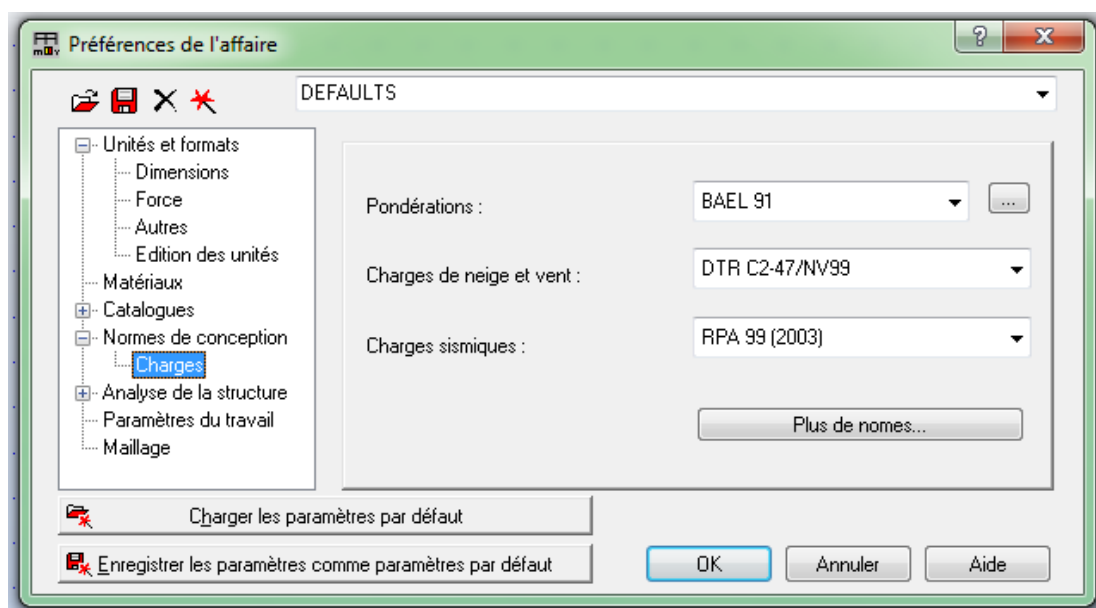 Préférences de l'affaire
DEFAULTS
Unités et formats
Dimensions
Force
Autres
Edition des unités
Matériaux
Catalogues
Normes de conception
Charges
Analyse de la structure
Paramètres du travail
Maillage
Pondérations :
BAEL 91
...
Charges de neige et vent :
DTR C2-47/NV99
Charges sismiques :
RPA 99 (2003)
Plus de nomes...
Charger les paramètres par défaut
Enregistrer les paramètres comme paramètres par défaut
OK
Annuler
Aide